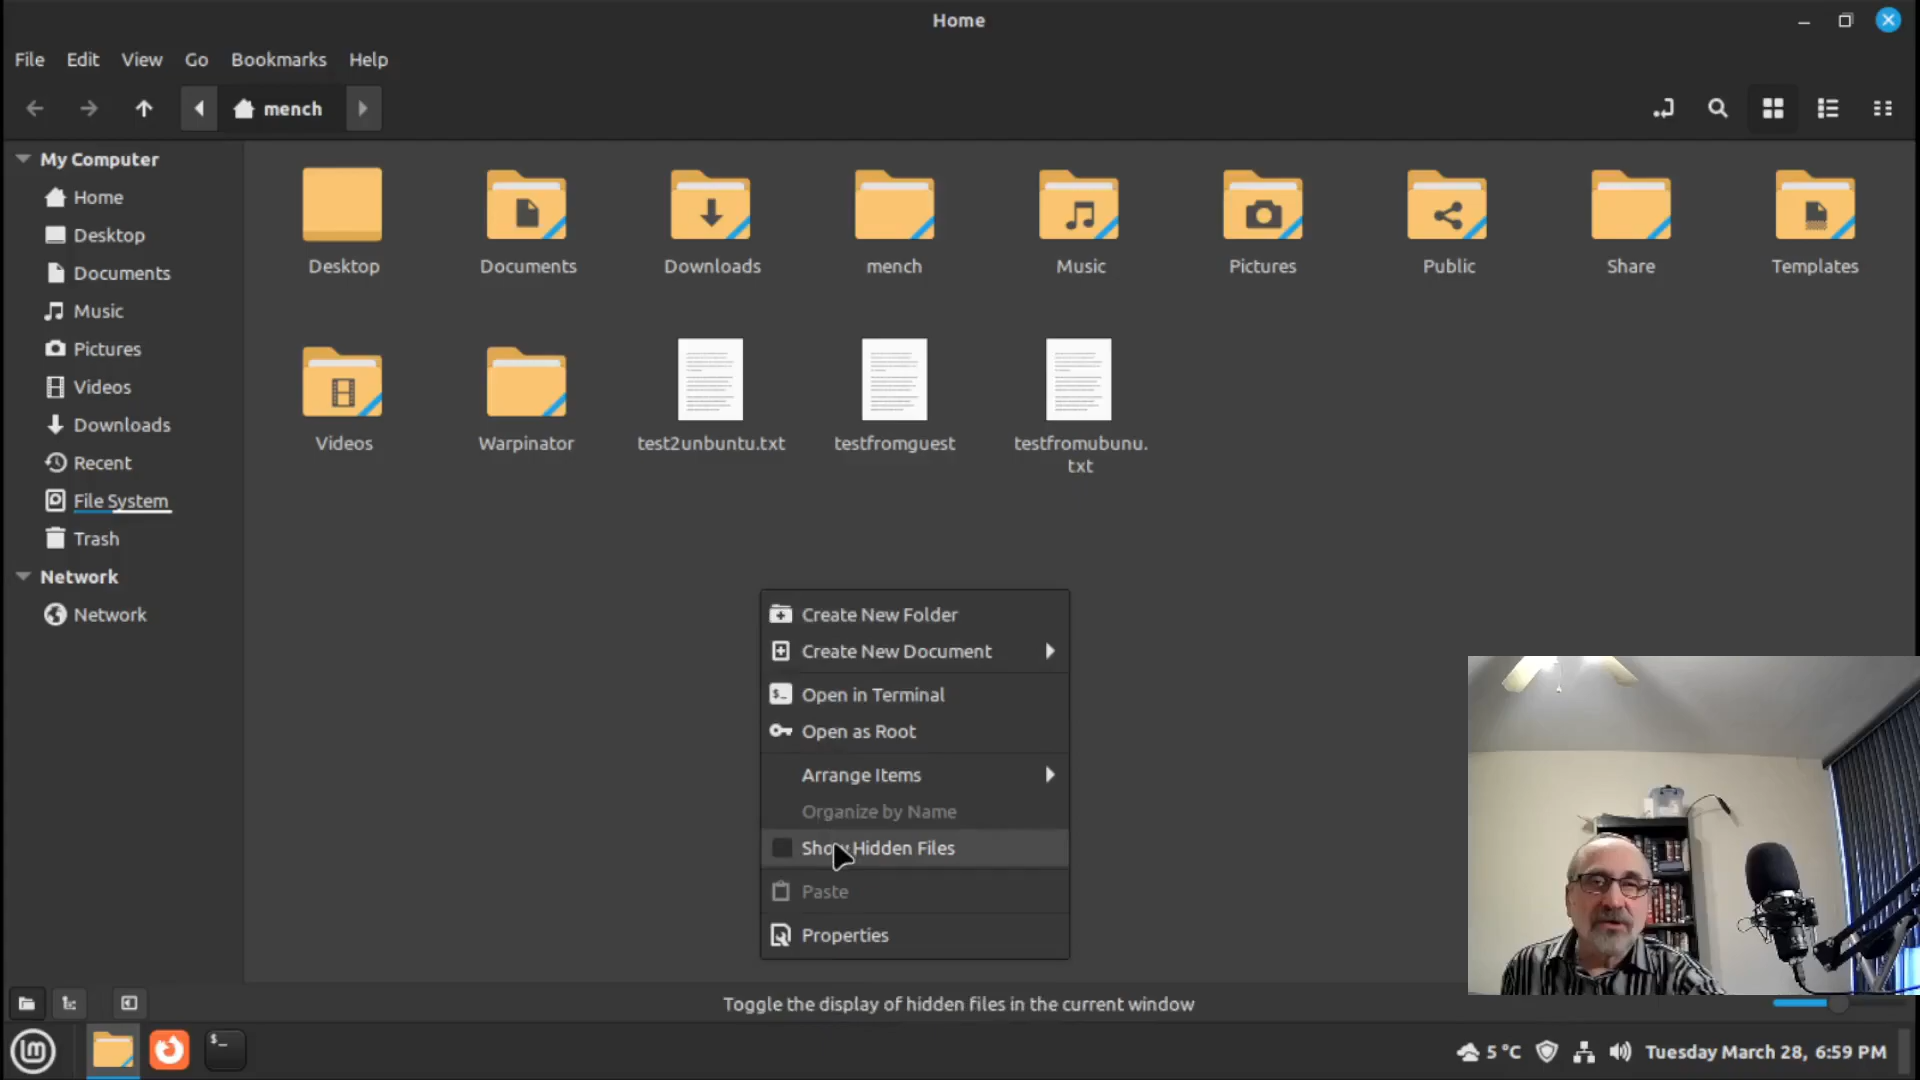 Home
File Edit View Go Bookmarks Help
mench
My Computer
Home
Desktop
Documents
Music
Pictures
Videos
Downloads
Recent
File System
Trash
Network
Network
Desktop Documents Downloads mench Music Pictures Public Share Templates
Videos Warpinator test2unbuntu.txt testfromguest testfromubunu.
txt
Create New Folder
Create New Document
Open in Terminal
Open as Root
Arrange Items
Organize by Name
Show Hidden Files
Paste
Properties
Toggle the display of hidden files in the current window
$_
5 °C Tuesday March 28, 6:59 PM